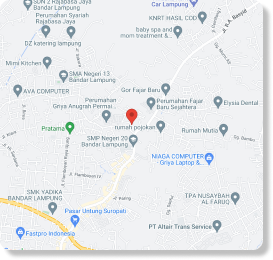 SDN 2 Rajabasa Jaya
Bandar Lampung
Car Lampung
Perumahan Syariah
Rajabasa Jaya
KNRT HASIL COD
baby spa and
mom treatment &...
DZ katering lampung
Mimi Kitchen
SMA Negeri 13
Bandar Lampung
AVA COMPUTER
Gor Fajar Baru
Perumahan
Griya Anugrah Permai...
Perumahan Fajar
Baru Sejahtera
Elysia Dental
Pratama
rumah pojokan
Rumah Mutia
SMP Negeri 20
Bandar Lampung
NIAGA COMPUTER
- Griya Laptop &...
SMK YADIKA
BANDAR LAMPUNG
TPA NUSAYBAH
AL FARUQ
Pasar Untung Suropati
PT Altair Trans Service
Fastpro Indonesia